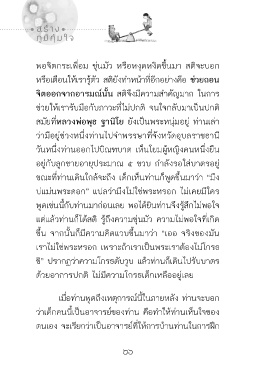 สร้าง
ภูมิคุ้มใจ
พอจิตกระเพื่อม ขุ่นมัว หรือหงุดหงิดขึ้นมา สติจะบอก
หรือเตือนให้เรารู้ตัว สติยังทำหน้าที่อีกอย่างคือ ช่วยถอน
จิตออกจากอารมณ์นั้น สติจึงมีความสำคัญมาก ในการ
ช่วยให้เรารับมือกับภาวะที่ไม่ปกติ จนใจกลับมาเป็นปกติ
สมัยที่หลวงพ่อพุธ ฐานิโย ยังเป็นพระหนุ่มอยู่ ท่านเล่า
ว่ามีอยู่ช่วงหนึ่งท่านไปจำพรรษาที่จังหวัดอุบลราชธานี
วันหนึ่งท่านออกไปบิณฑบาต เห็นโยมผู้หญิงคนหนึ่งยืน
อยู่กับลูกชายอายุประมาณ ๕ ขวบ กำลังรอใส่บาตรอยู่
ขณะที่ท่านเดินใกล้จะถึง เด็กเห็นท่านก็พูดขึ้นมาว่า “มึง
บ่แม่นพระดอก” แปลว่ามึงไม่ใช่พระหรอก ไม่เคยมีใคร
พูดเช่นนี้กับท่านมาก่อนเลย พอได้ยินท่านจึงรู้สึกไม่พอใจ
แต่แล้วท่านก็ได้สติ รู้ถึงความขุ่นมัว ความไม่พอใจที่เกิด
ขึ้น จากนั้นก็มีความคิดแวบขึ้นมาว่า “เออ จริงของมัน
เราไม่ใช่พระหรอก เพราะถ้าเราเป็นพระเราต้องไม่โกรธ
ซิ” ปรากฏว่าความโกรธดับวูบ แล้วท่านก็เดินไปรับบาตร
ด้วยอาการปกติ ไม่มีความโกรธเด็กเหลืออยู่เลย
เมื่อท่านพูดถึงเหตุการณ์นี้ในภายหลัง ท่านจะบอก
ว่าเด็กคนนี้เป็นอาจารย์ของท่าน คือทำให้ท่านเห็นใจของ
ตนเอง จะเรียกว่าเป็นอาจารย์ที่ให้การบ้านท่านในการฝึก
๖๖